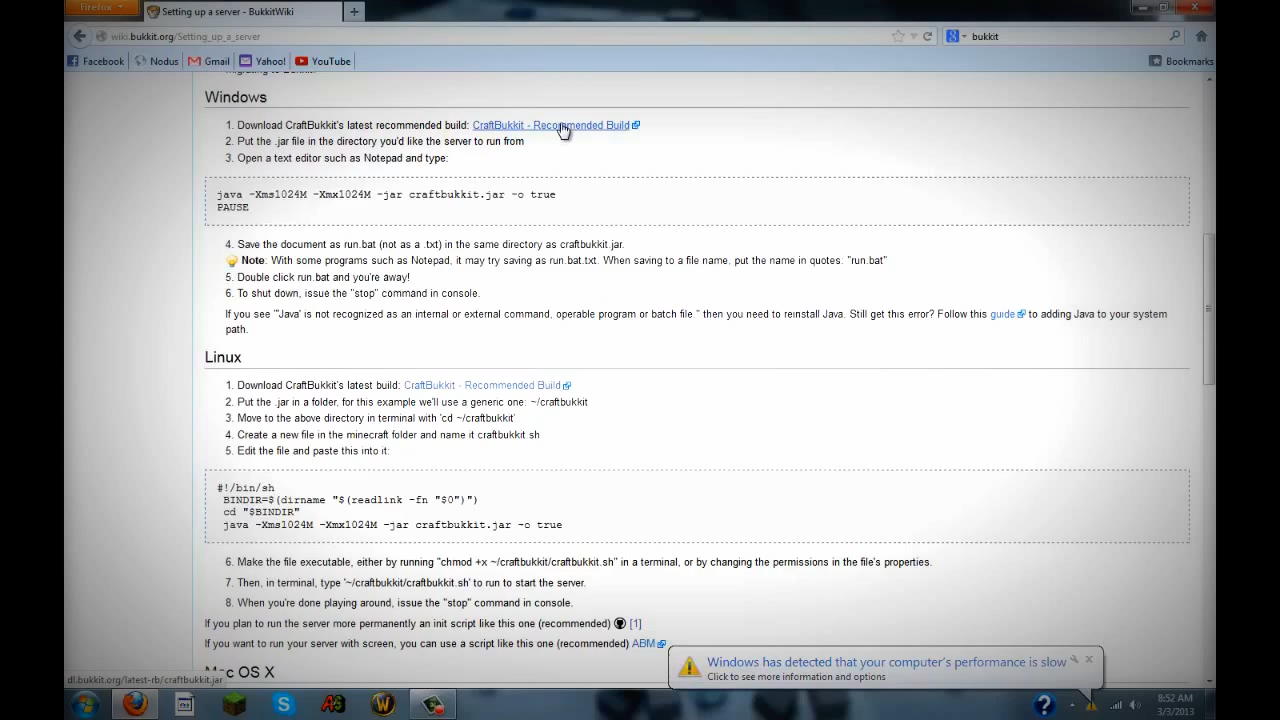 Firefox
Setting up a server - BukkitWiki
wiki.bukkit.org/Setting_up_a_server
bukkit
Facebook
Nodus
Gmail
Yahoo!
YouTube
Bookmarks
migrating to Bukkit.
Windows
1. Download CraftBukkit's latest recommended build: CraftBukkit - Recommended Build
2. Put the .jar file in the directory you'd like the server to run from
3. Open a text editor such as Notepad and type:
java -Xms1024M -Xmx1024M -jar craftbukkit.jar -o true
PAUSE
4. Save the document as run.bat (not as a .txt) in the same directory as craftbukkit.jar.
Note: With some programs such as Notepad, it may try saving as run.bat.txt. When saving to a file name, put the name in quotes: "run.bat"
5. Double click run.bat and you're away!
6. To shut down, issue the "stop" command in console.
If you see "'Java' is not recognized as an internal or external command, operable program or batch file." then you need to reinstall Java. Still get this error? Follow this guide to adding Java to your system
path.
Linux
1. Download CraftBukkit's latest build: CraftBukkit - Recommended Build
2. Put the .jar in a folder, for this example we'll use a generic one: ~/craftbukkit
3. Move to the above directory in terminal with 'cd ~/craftbukkit'
4. Create a new file in the minecraft folder and name it craftbukkit.sh
5. Edit the file and paste this into it:
#!/bin/sh
BINDIR=$(dirname "$(readlink -fn "$0")")
cd "$BINDIR"
java -Xms1024M -Xmx1024M -jar craftbukkit.jar -o true
6. Make the file executable, either by running "chmod +x ~/craftbukkit/craftbukkit.sh" in a terminal, or by changing the permissions in the file's properties.
7. Then, in terminal, type '~/craftbukkit/craftbukkit.sh' to run to start the server.
8. When you're done playing around, issue the "stop" command in console.
If you plan to run the server more permanently an init script like this one (recommended) [1]
If you want to run your server with screen, you can use a script like this one (recommended) ABM
Mac OS X
Windows has detected that your computer's performance is slow
Click to see more information and options
dl.bukkit.org/latest-rb/craftbukkit.jar
8:52 AM
3/3/2013